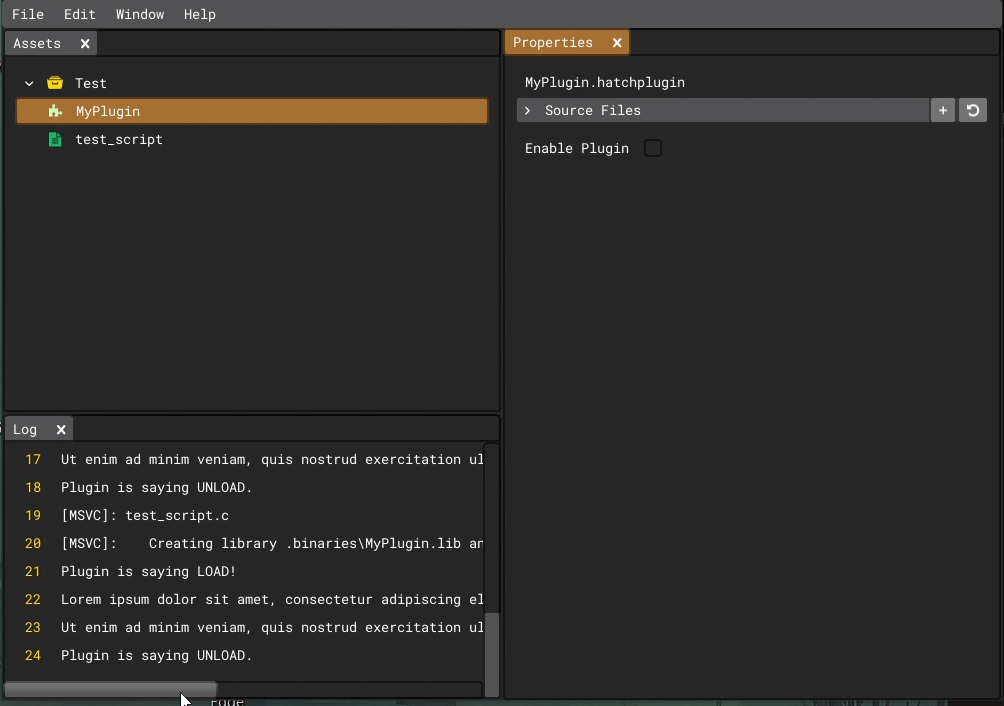 File Edit Window Help
Assets
Test
MyPlugin
test_script
Properties
MyPlugin.hatchplugin
Source Files
Enable Plugin
Log
17 Ut enim ad minim veniam, quis nostrud exercitation ul
18 Plugin is saying UNLOAD.
19 [MSVC]: test_script.c
20 [MSVC]:    Creating library .binaries\MyPlugin.lib an
21 Plugin is saying LOAD!
22 Lorem ipsum dolor sit amet, consectetur adipiscing el
23 Ut enim ad minim veniam, quis nostrud exercitation ul
24 Plugin is saying UNLOAD.